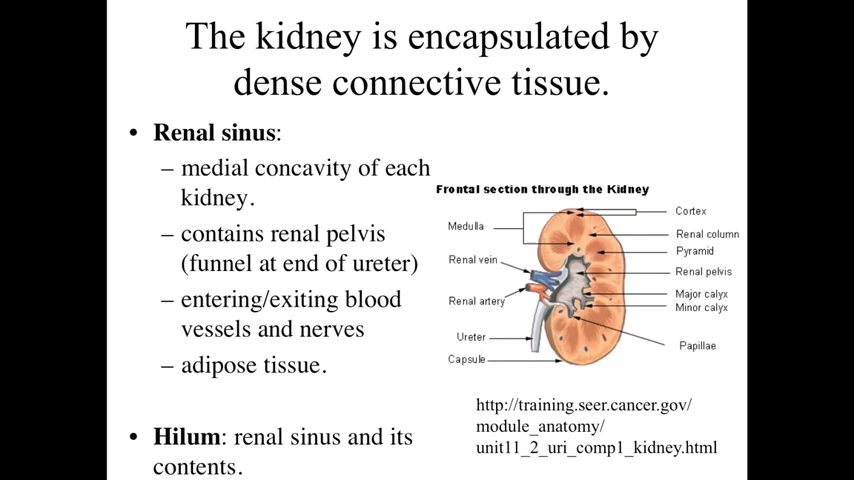 The kidney is encapsulated by
dense connective tissue.
• Renal sinus:
– medial concavity of each
kidney.
– contains renal pelvis
(funnel at end of ureter)
– entering/exiting blood
vessels and nerves
– adipose tissue.
• Hilum: renal sinus and its
contents.
Frontal section through the Kidney
Medulla
Renal vein
Renal artery
Ureter
Capsule
Cortex
Renal column
Pyramid
Renal pelvis
Major calyx
Minor calyx
Papillae
http://training.seer.cancer.gov/
module_anatomy/
unit11_2_uri_comp1_kidney.html